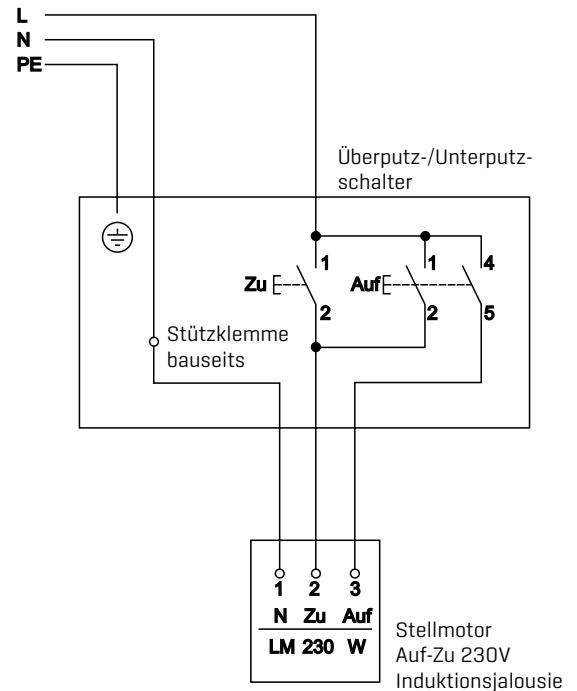 L
N
PE
Überputz-/Unterputz-
schalter
1
1
4
Zu
Auf
2
2
5
Stützklemme
bauseits
1 2 3
N Zu Auf
LM 230 W
Stellmotor
Auf-Zu 230V
Induktionsjalousie